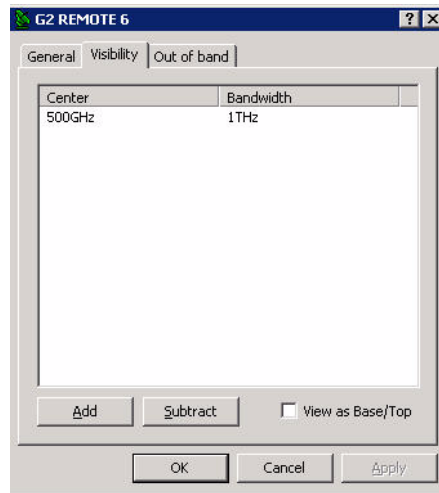 G2 REMOTE 6
General Visibility Out of band
Center Bandwidth
500GHz 1THz
Add Subtract View as Base/Top
OK Cancel Apply